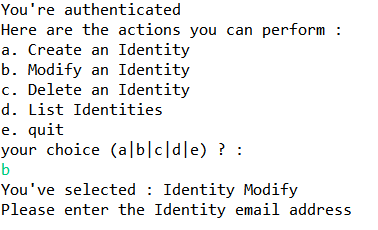 You're authenticated
Here are the actions you can perform :
a. Create an Identity
b. Modify an Identity
c. Delete an Identity
d. List Identities
e. quit
your choice (a|b|c|d|e) ? :
b
You've selected : Identity Modify
Please enter the Identity email address